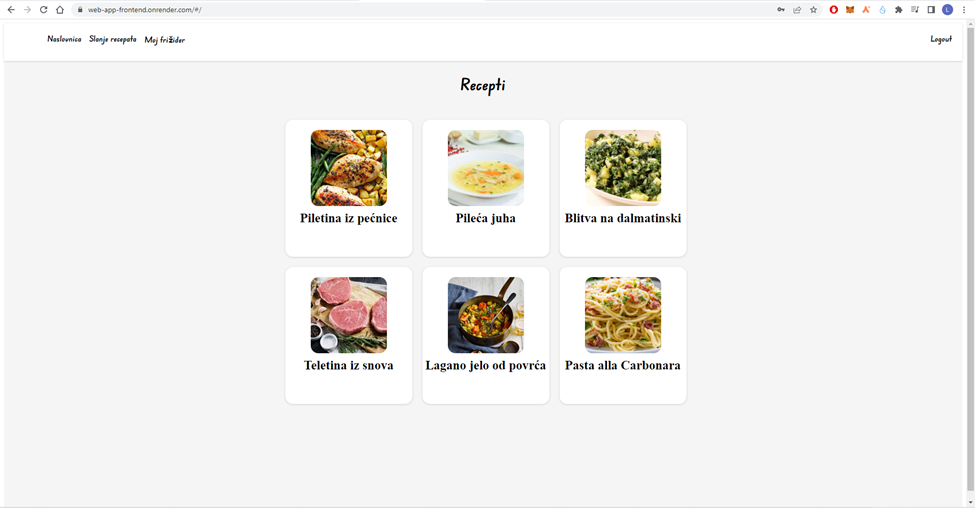 web-app-frontend.onrender.com/#/
Naslovnica Slanje recepata Moj frižider Logout
Recepti
Piletina iz pećnice Pileća juha Blitva na dalmatinski
Teletina iz snova Lagano jelo od povrća Pasta alla Carbonara